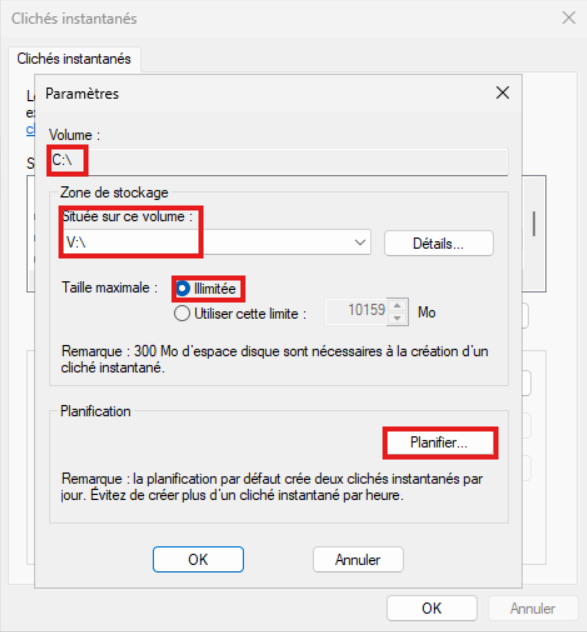 Clichés instantanés
Clichés instantanés
Paramètres
Volume :
C:\
Zone de stockage
Située sur ce volume :
V:\
Détails...
Taille maximale :
Illimitée
Utiliser cette limite :
10159
Mo
Remarque : 300 Mo d'espace disque sont nécessaires à la création d'un
cliché instantané.
Planification
Planifier...
Remarque : la planification par défaut crée deux clichés instantanés par
jour. Évitez de créer plus d'un cliché instantané par heure.
OK
Annuler
OK
Annuler